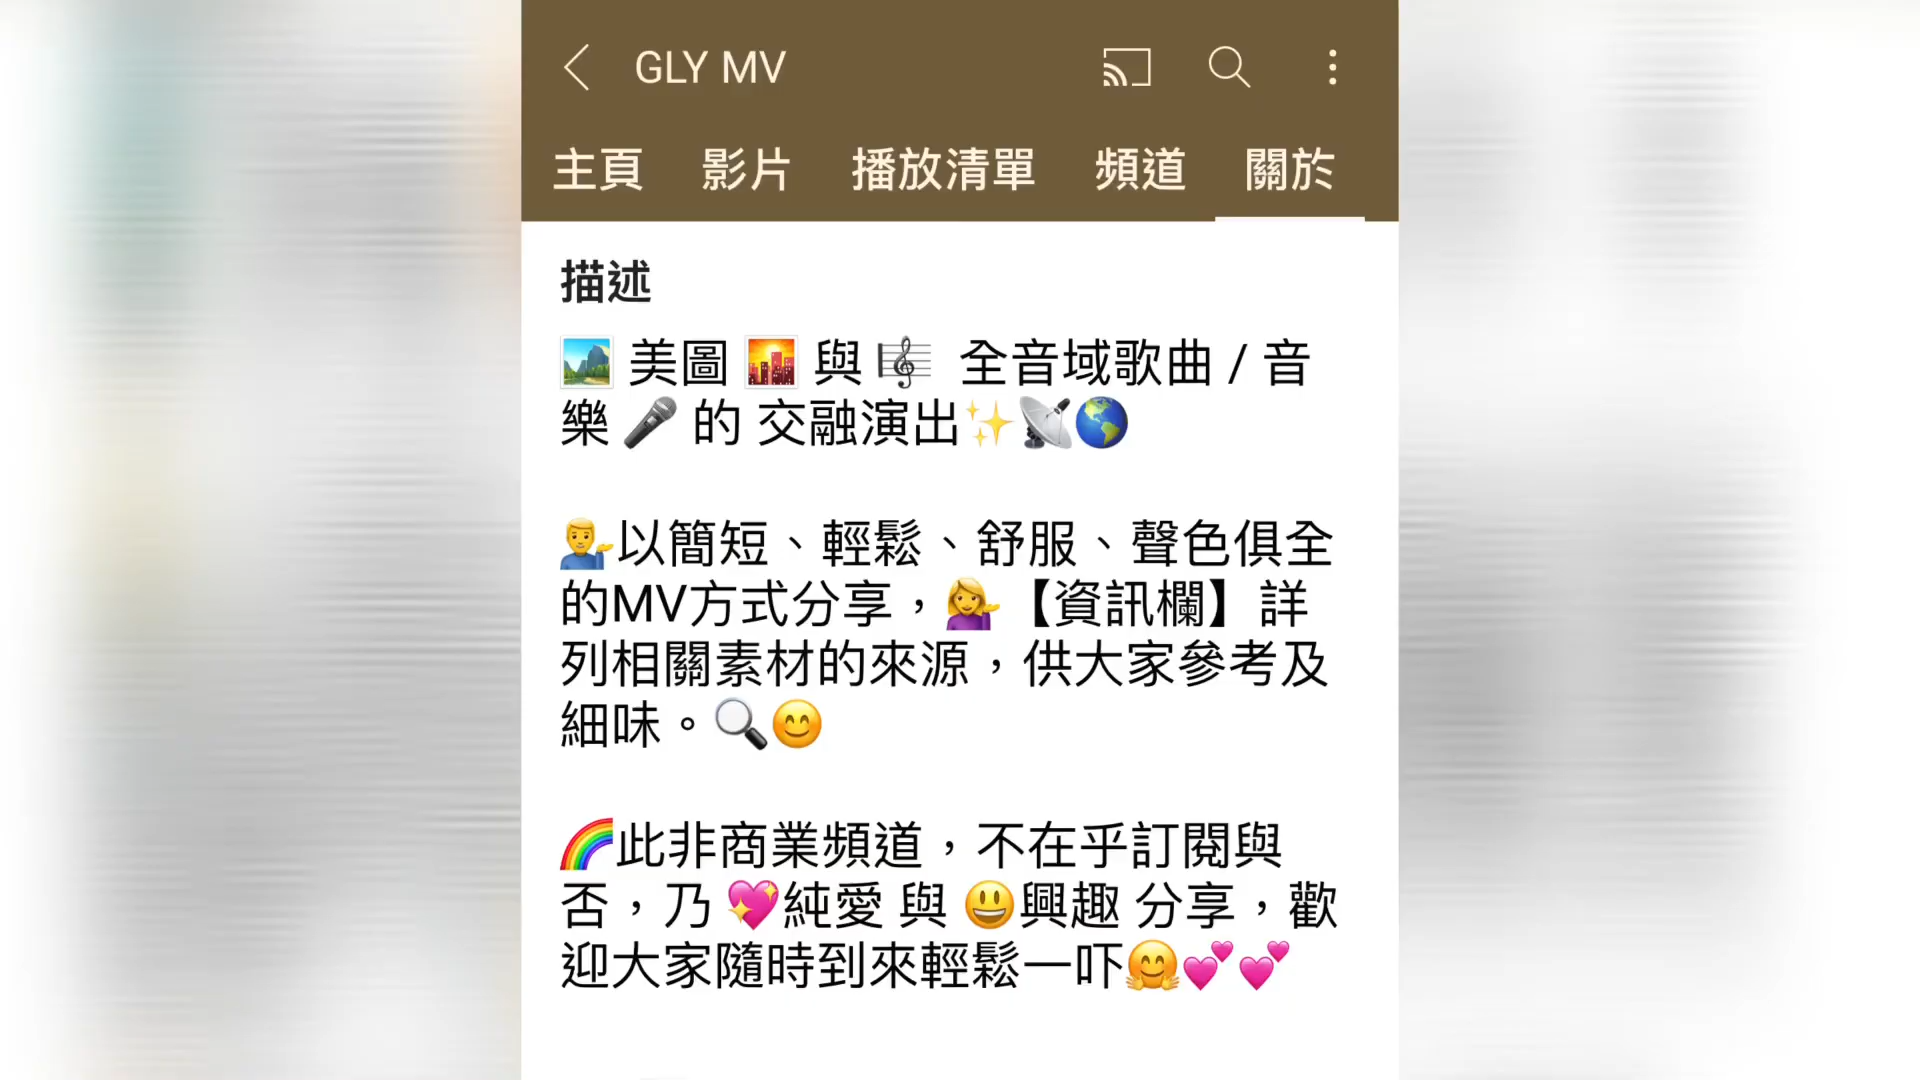 GLY MV
主頁 影片 播放清單 頻道 關於
描述
🏞️ 美圖 🌇 與 🎼 全音域歌曲 / 音
樂 🎤 的 交融演出✨📡🌎
💁‍♂️以簡短、輕鬆、舒服、聲色俱全
的MV方式分享，💁‍♀️【資訊欄】詳
列相關素材的來源，供大家參考及
細味。🔍😊
🌈此非商業頻道，不在乎訂閱與
否，乃 💖純愛 與 😃興趣 分享，歡
迎大家隨時到來輕鬆一吓🤗💕💕